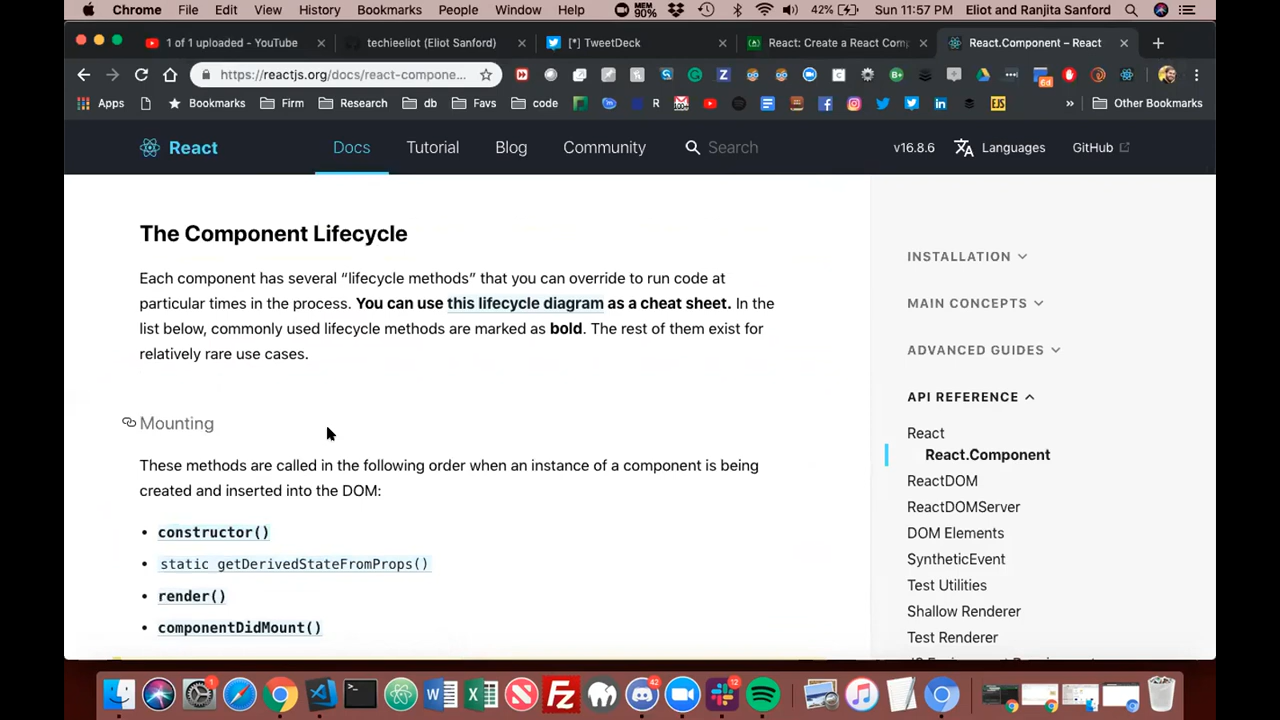 Chrome File Edit View History Bookmarks People Window Help MEM 90% 42% Sun 11:57 PM Eliot and Ranjita Sanford
1 of 1 uploaded - YouTube × techieeliot (Eliot Sanford) × [*] TweetDeck × React: Create a React Comp × React.Component – React × +
https://reactjs.org/docs/react-compone...
6d
Apps Bookmarks Firm Research db Favs code R 100+ EJS » Other Bookmarks
React Docs Tutorial Blog Community Search v16.8.6 Languages GitHub
The Component Lifecycle
Each component has several “lifecycle methods” that you can override to run code at
particular times in the process. You can use this lifecycle diagram as a cheat sheet. In the
list below, commonly used lifecycle methods are marked as bold. The rest of them exist for
relatively rare use cases.
Mounting
These methods are called in the following order when an instance of a component is being
created and inserted into the DOM:
• constructor()
• static getDerivedStateFromProps()
• render()
• componentDidMount()
INSTALLATION
MAIN CONCEPTS
ADVANCED GUIDES
API REFERENCE
React
React.Component
ReactDOM
ReactDOMServer
DOM Elements
SyntheticEvent
Test Utilities
Shallow Renderer
Test Renderer
1 42 12